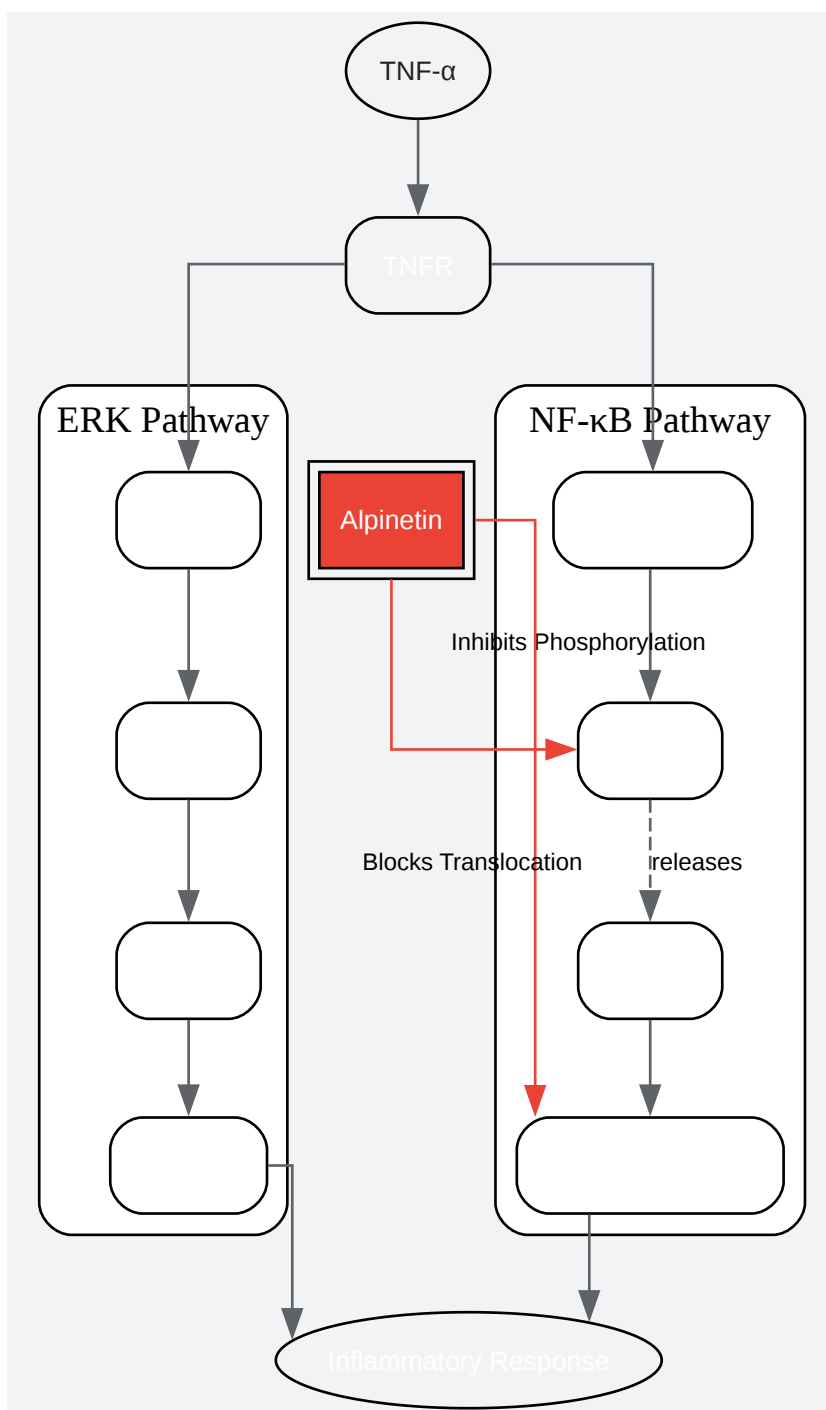 TNF-α
TNFR
ERK Pathway
NF-κB Pathway
Alpinetin
Inhibits Phosphorylation
Blocks Translocation
releases
Inflammatory Response